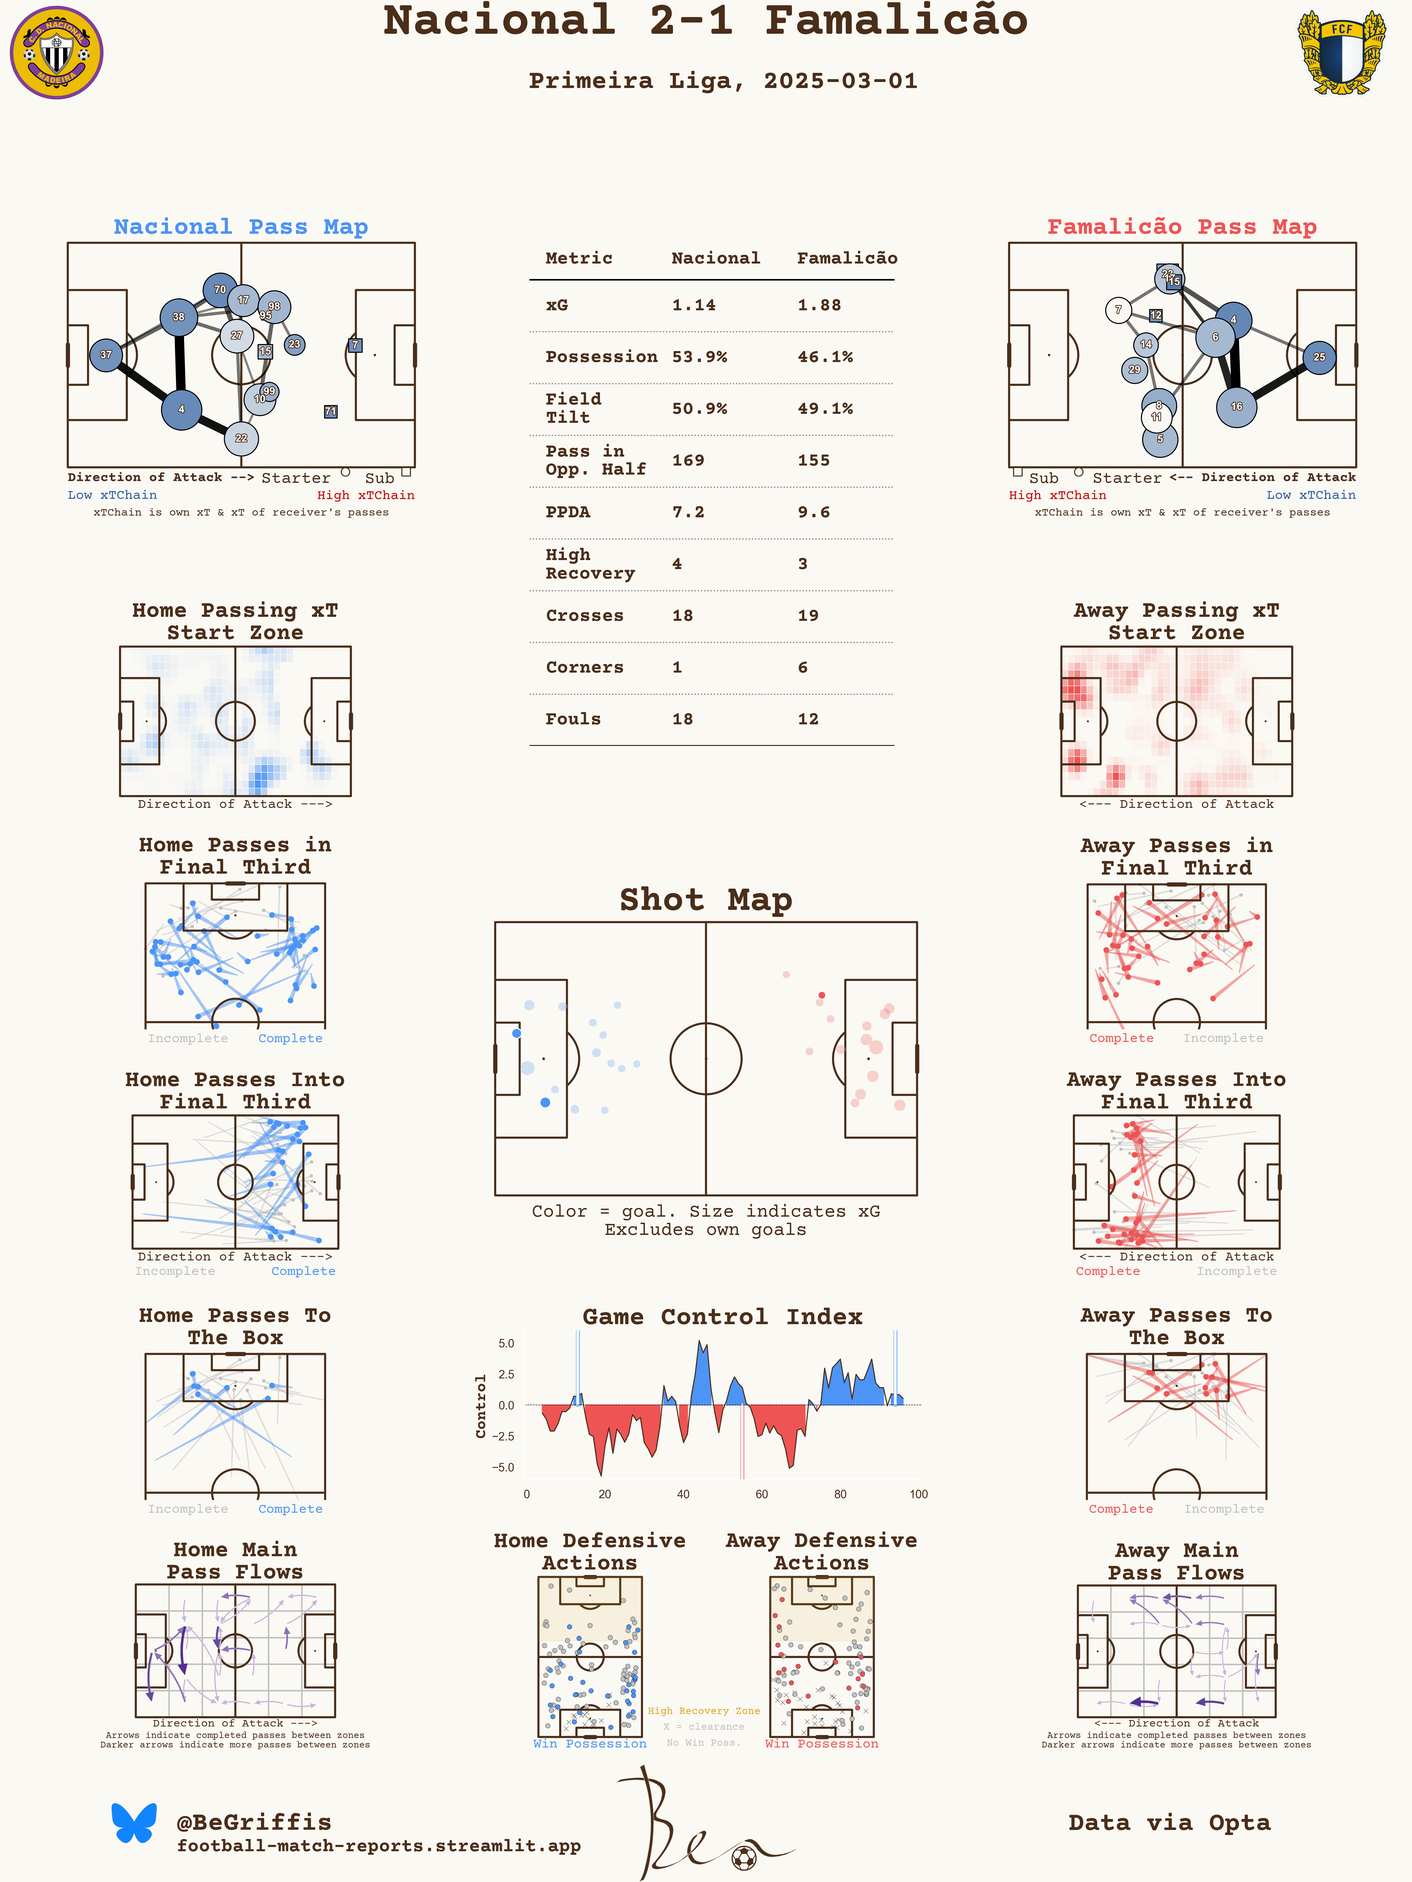 Nacional 2-1 Famalicão
Primeira Liga, 2025-03-01
C.D. NACIONAL
MADEIRA
FCF
Nacional Pass Map
70
17
98
95
38
27
23
15
7
37
99
10
4
71
22
Direction of Attack --> Starter Sub
Low xTChain High xTChain
xTChain is own xT & xT of receiver's passes
Metric Nacional Famalicão
xG 1.14 1.88
Possession 53.9% 46.1%
Field
Tilt 50.9% 49.1%
Pass in
Opp. Half 169 155
PPDA 7.2 9.6
High
Recovery 4 3
Crosses 18 19
Corners 1 6
Fouls 18 12
Famalicão Pass Map
15
7
12
4
6
14
25
29
8
16
11
5
Sub Starter <-- Direction of Attack
High xTChain Low xTChain
xTChain is own xT & xT of receiver's passes
Home Passing xT
Start Zone
Direction of Attack --->
Away Passing xT
Start Zone
<--- Direction of Attack
Home Passes in
Final Third
Incomplete Complete
Away Passes in
Final Third
Complete Incomplete
Shot Map
Color = goal. Size indicates xG
Excludes own goals
Home Passes Into
Final Third
Direction of Attack --->
Incomplete Complete
Away Passes Into
Final Third
<--- Direction of Attack
Complete Incomplete
Home Passes To
The Box
Incomplete Complete
Game Control Index
Control
5.0
2.5
0.0
−2.5
−5.0
0 20 40 60 80 100
Away Passes To
The Box
Complete Incomplete
Home Main
Pass Flows
Direction of Attack --->
Arrows indicate completed passes between zones
Darker arrows indicate more passes between zones
Home Defensive
Actions
Win Possession
Away Defensive
Actions
Win Possession
High Recovery Zone
X = clearance
No Win Poss.
Away Main
Pass Flows
<--- Direction of Attack
Arrows indicate completed passes between zones
Darker arrows indicate more passes between zones
@BeGriffis
football-match-reports.streamlit.app
Ben
Data via Opta